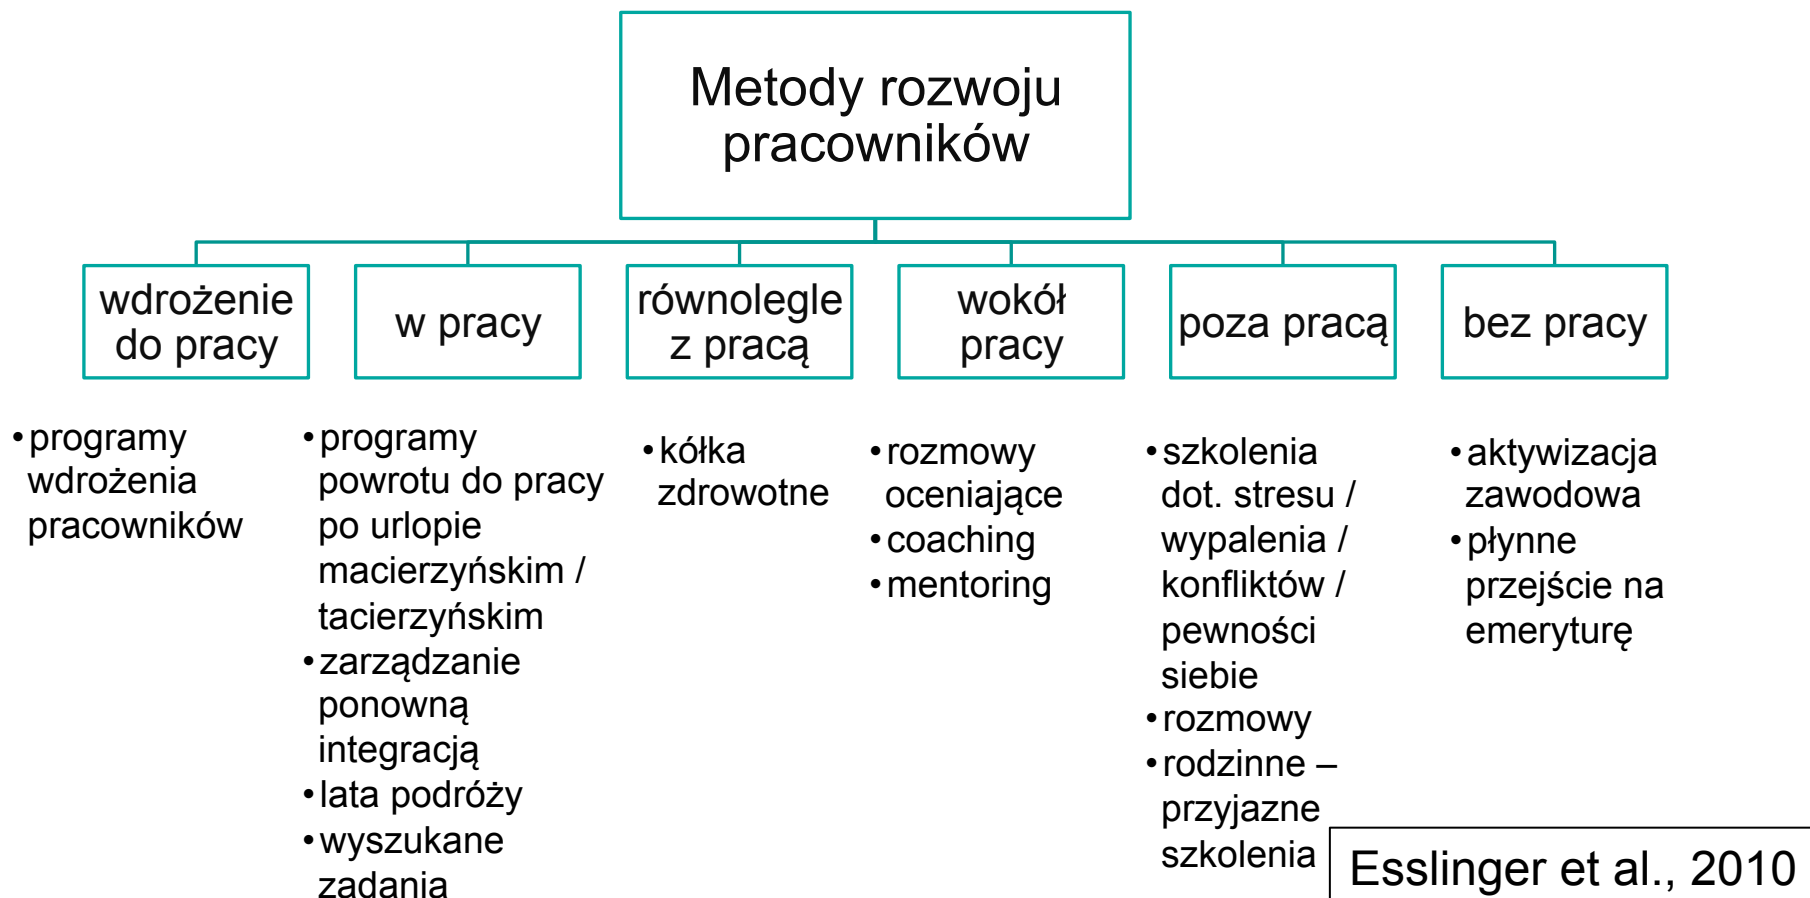 Metody rozwoju
pracowników
wdrożenie
do pracy
w pracy
równolegle
z pracą
wokół
pracy
poza pracą
bez pracy
•programy
wdrożenia
pracowników
•programy
powrotu do pracy
po urlopie
macierzyńskim /
tacierzyńskim
•zarządzanie
ponowną
integracją
•lata podróży
•wyszukane
zadania
•kółka
zdrowotne
•rozmowy
oceniające
•coaching
•mentoring
•szkolenia
dot. stresu /
wypalenia /
konfliktów /
pewności
siebie
•rozmowy
•rodzinne –
przyjazne
szkolenia
•aktywizacja
zawodowa
•płynne
przejście na
emeryturę
Esslinger et al., 2010